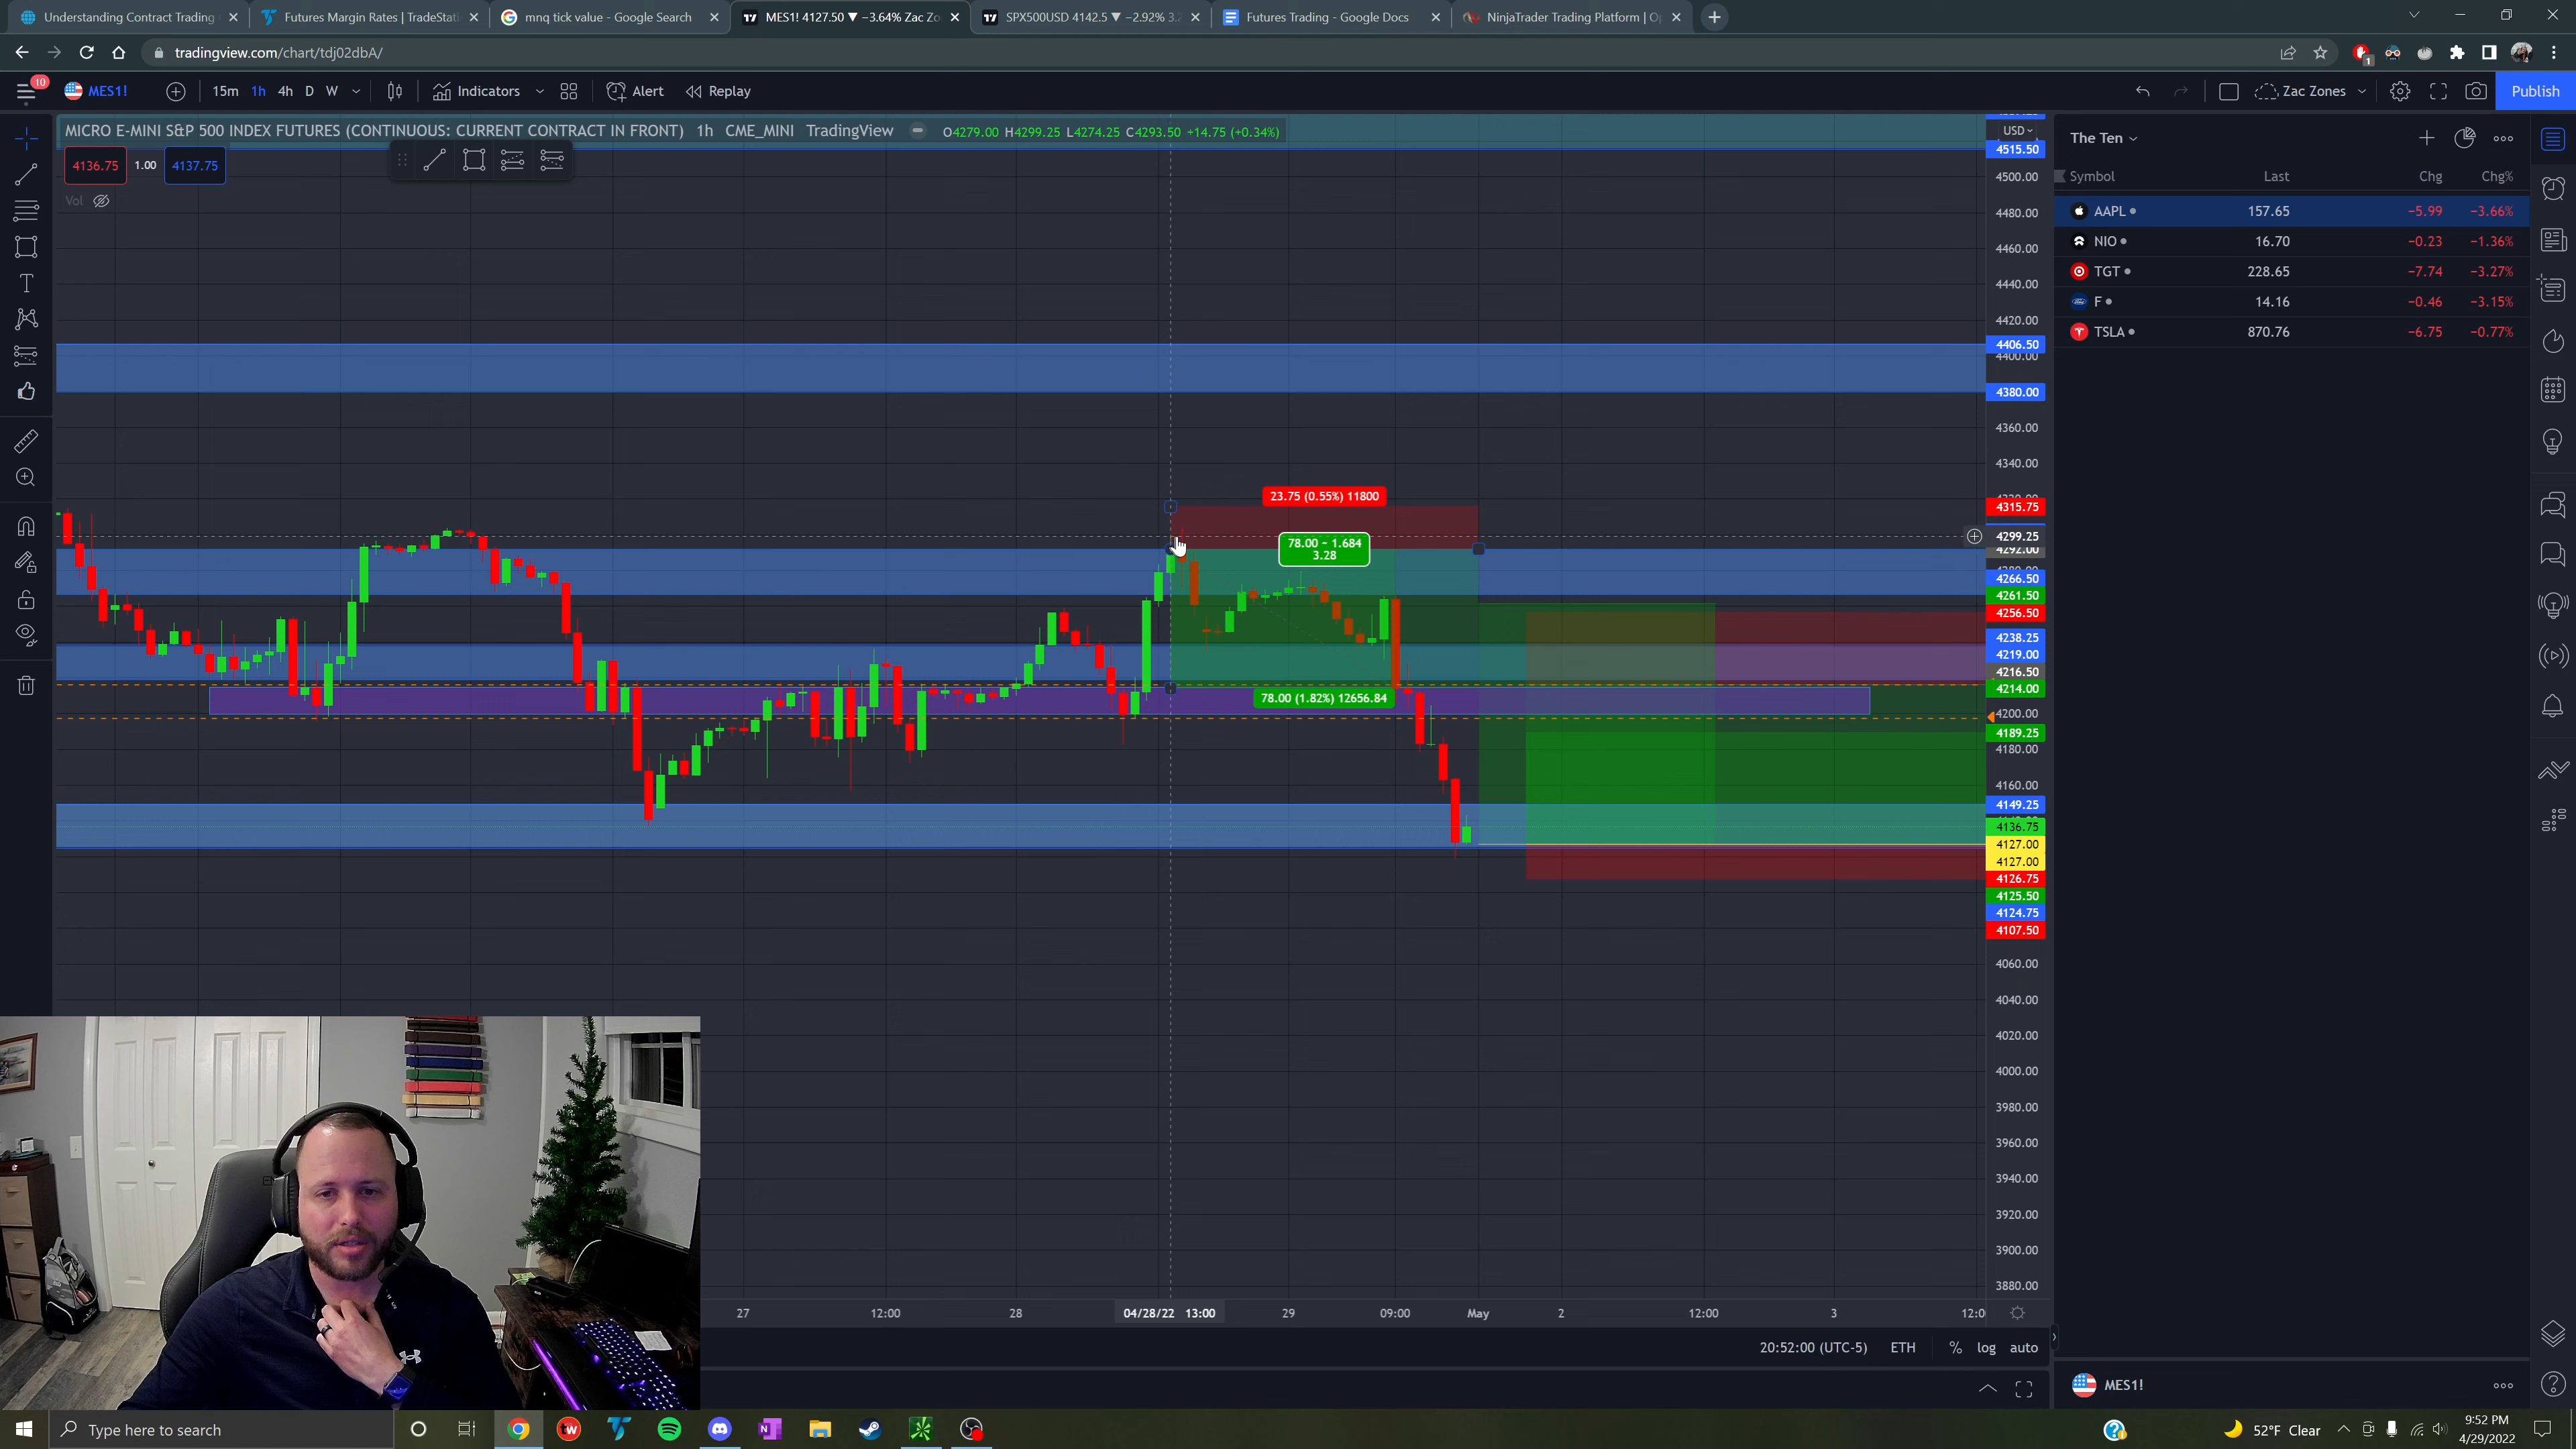 Understanding Contract Trading
Futures Margin Rates | TradeStati
mnq tick value - Google Search
MES1! 4127.50 ▼ −3.64% Zac Zo
SPX500USD 4142.5 ▼ −2.92% 3.2
Futures Trading - Google Docs
NinjaTrader Trading Platform | Op
tradingview.com/chart/tdj02dbA/
1
10
MES1!
15m 1h 4h D W
Indicators
Alert
Replay
Zac Zones
Publish
MICRO E-MINI S&P 500 INDEX FUTURES (CONTINUOUS: CURRENT CONTRACT IN FRONT) 1h CME_MINI TradingView
O4279.00 H4299.25 L4274.25 C4293.50 +14.75 (+0.34%)
4136.75 1.00 4137.75
Vol
USD
4515.50
4500.00
4480.00
4460.00
4440.00
4420.00
4406.50
4400.00
4380.00
4360.00
4340.00
4315.75
4299.25
4292.00
4266.50
4261.50
4256.50
4238.25
4219.00
4216.50
4214.00
4200.00
4189.25
4180.00
4160.00
4149.25
4136.75
4127.00
4127.00
4126.75
4125.50
4124.75
4107.50
4060.00
4040.00
4020.00
4000.00
3980.00
3960.00
3940.00
3920.00
3900.00
3880.00
23.75 (0.55%) 11800
78.00 − 1.684
3.28
78.00 (1.82%) 12656.84
27 12:00 28 04/28/22 13:00 29 09:00 May 2 12:00 3 12:0
20:52:00 (UTC-5) ETH % log auto
The Ten
Symbol Last Chg Chg%
AAPL 157.65 −5.99 −3.66%
NIO 16.70 −0.23 −1.36%
TGT 228.65 −7.74 −3.27%
F 14.16 −0.46 −3.15%
TSLA 870.76 −6.75 −0.77%
MES1!
Type here to search
tw
52°F Clear
9:52 PM
4/29/2022